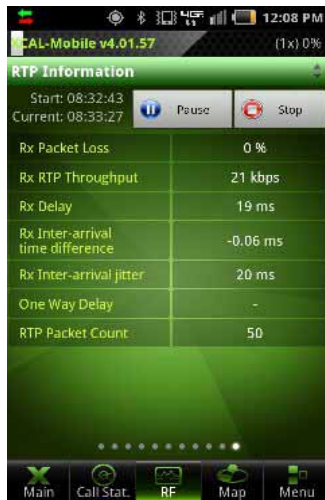 4G LTE 12:08 PM
XCAL-Mobile v4.01.57 (1x) 0%
RTP Information
Start: 08:32:43
Current: 08:33:27
Pause
Stop
Rx Packet Loss 0 %
Rx RTP Throughput 21 kbps
Rx Delay 19 ms
Rx Inter-arrival
time difference -0.06 ms
Rx Inter-arrival jitter 20 ms
One Way Delay -
RTP Packet Count 50
Main Call Stat. RF Map Menu